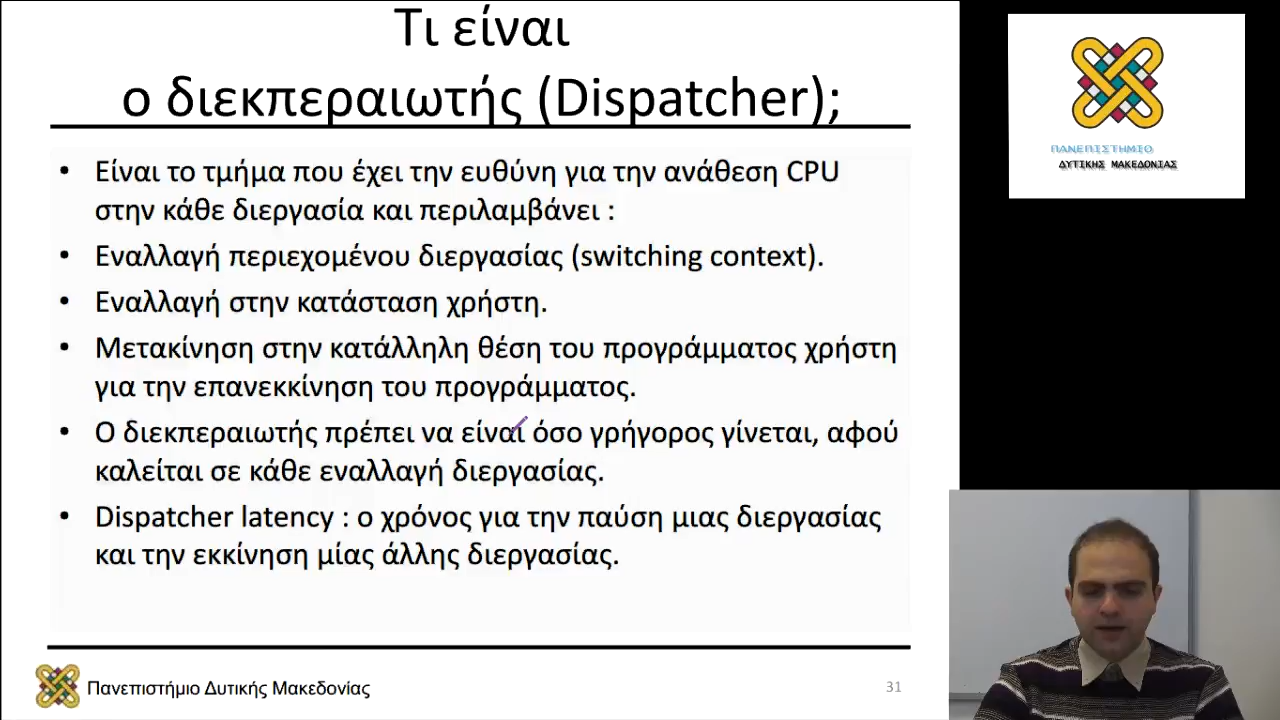 Τι είναι
ο διεκπεραιωτής (Dispatcher);
• Είναι το τμήμα που έχει την ευθύνη για την ανάθεση CPU
στην κάθε διεργασία και περιλαμβάνει :
• Εναλλαγή περιεχομένου διεργασίας (switching context).
• Εναλλαγή στην κατάσταση χρήστη.
• Μετακίνηση στην κατάλληλη θέση του προγράμματος χρήστη
για την επανεκκίνηση του προγράμματος.
• Ο διεκπεραιωτής πρέπει να είναι όσο γρήγορος γίνεται, αφού
καλείται σε κάθε εναλλαγή διεργασίας.
• Dispatcher latency : ο χρόνος για την παύση μιας διεργασίας
και την εκκίνηση μίας άλλης διεργασίας.
Πανεπιστήμιο Δυτικής Μακεδονίας
31
ΠΑΝΕΠΙΣΤΗΜΙΟ
ΔΥΤΙΚΗΣ ΜΑΚΕΔΟΝΙΑΣ